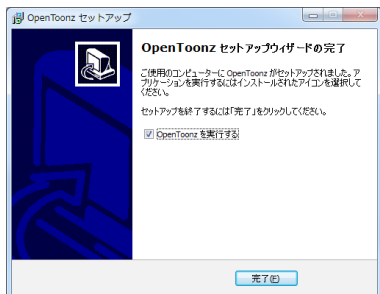 OpenToonz セットアップ
OpenToonz セットアップウィザードの完了
ご使用のコンピューターに OpenToonz がセットアップされました。ア
プリケーションを実行するにはインストールされたアイコンを選択して
ください。
セットアップを終了するには「完了」をクリックしてください。
OpenToonz を実行する
完了(F)